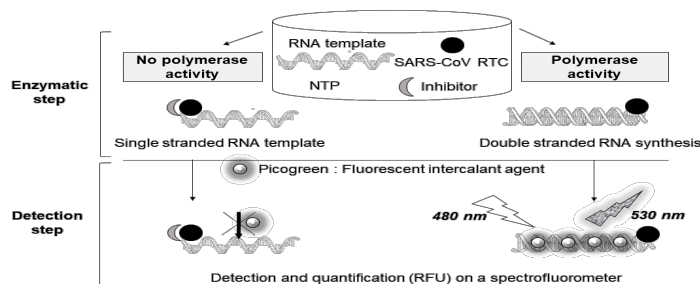 Enzymatic
step
No polymerase
activity
RNA template
SARS-CoV RTC
NTP
Inhibitor
Polymerase
activity
Single stranded RNA template
Double stranded RNA synthesis
Picogreen : Fluorescent intercalant agent
Detection
step
480 nm
530 nm
Detection and quantification (RFU) on a spectrofluorometer